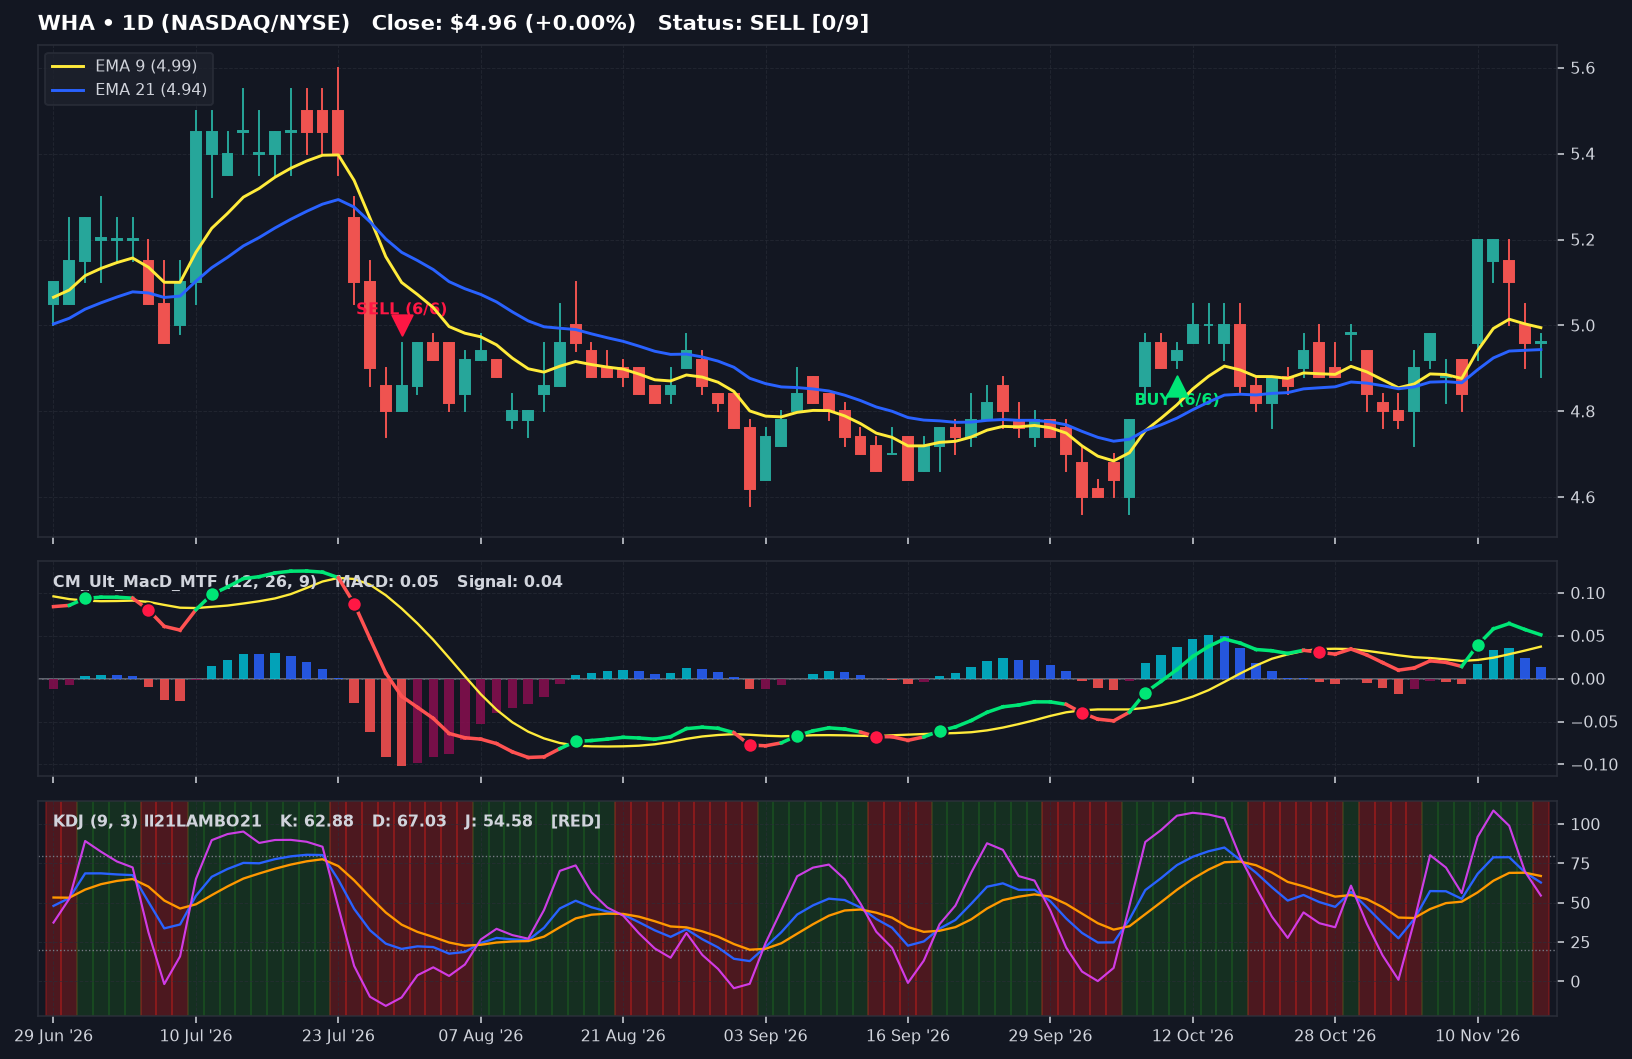 WHA • 1D (NASDAQ/NYSE)   Close: $4.96 (+0.00%)   Status: SELL [0/9]
EMA 9 (4.99)
EMA 21 (4.94)
5.6
5.4
5.2
5.0
4.8
4.6
SELL (6/6)
BUY (6/6)
CM_Ult_MacD_MTF (12, 26, 9)   MACD: 0.05   Signal: 0.04
0.10
0.05
0.00
−0.05
−0.10
KDJ (9, 3) II21LAMBO21   K: 62.88   D: 67.03   J: 54.58   [RED]
100
75
50
25
0
29 Jun '26   10 Jul '26   23 Jul '26   07 Aug '26   21 Aug '26   03 Sep '26   16 Sep '26   29 Sep '26   12 Oct '26   28 Oct '26   10 Nov '26